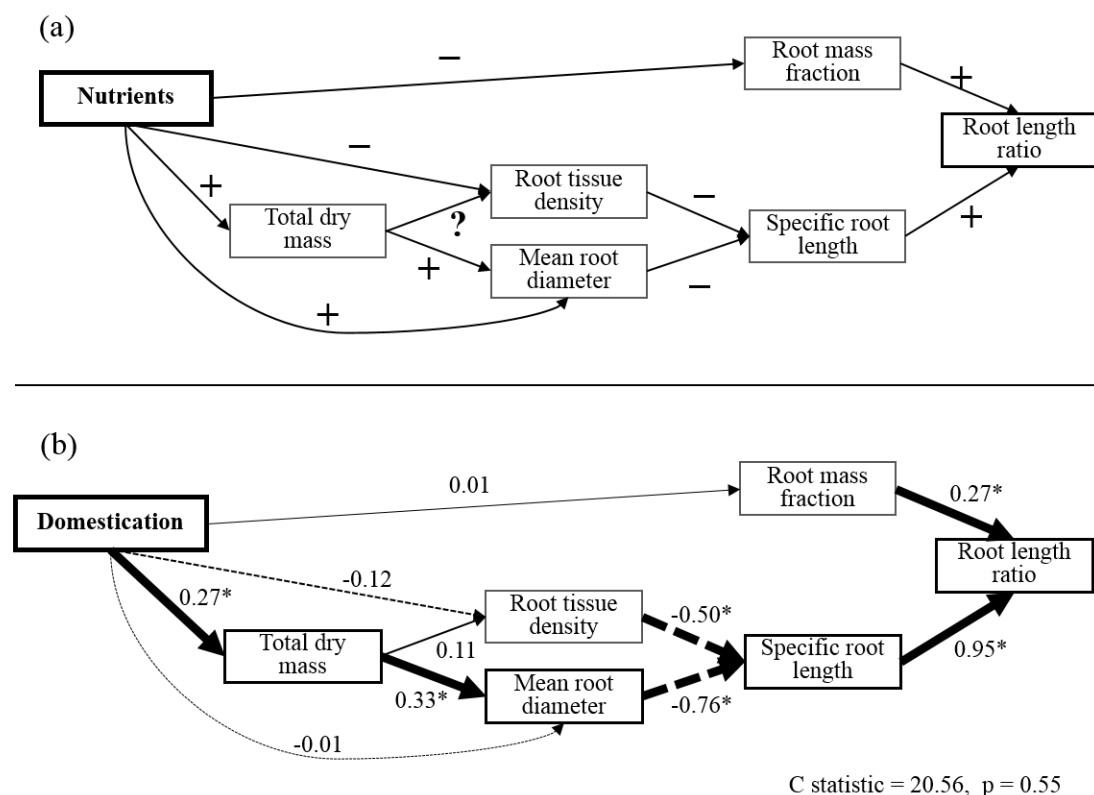 (a)
Nutrients
−
Root mass
fraction
+
Root length
ratio
−
+
Root tissue
density
−
Total dry
mass
?
+
Specific root
length
+
Mean root
diameter
−
+
(b)
Domestication
0.01
Root mass
fraction
0.27*
Root length
ratio
-0.12
0.27*
Root tissue
density
-0.50*
Total dry
mass
0.11
Specific root
length
0.95*
0.33*
Mean root
diameter
-0.76*
-0.01
C statistic = 20.56, p = 0.55